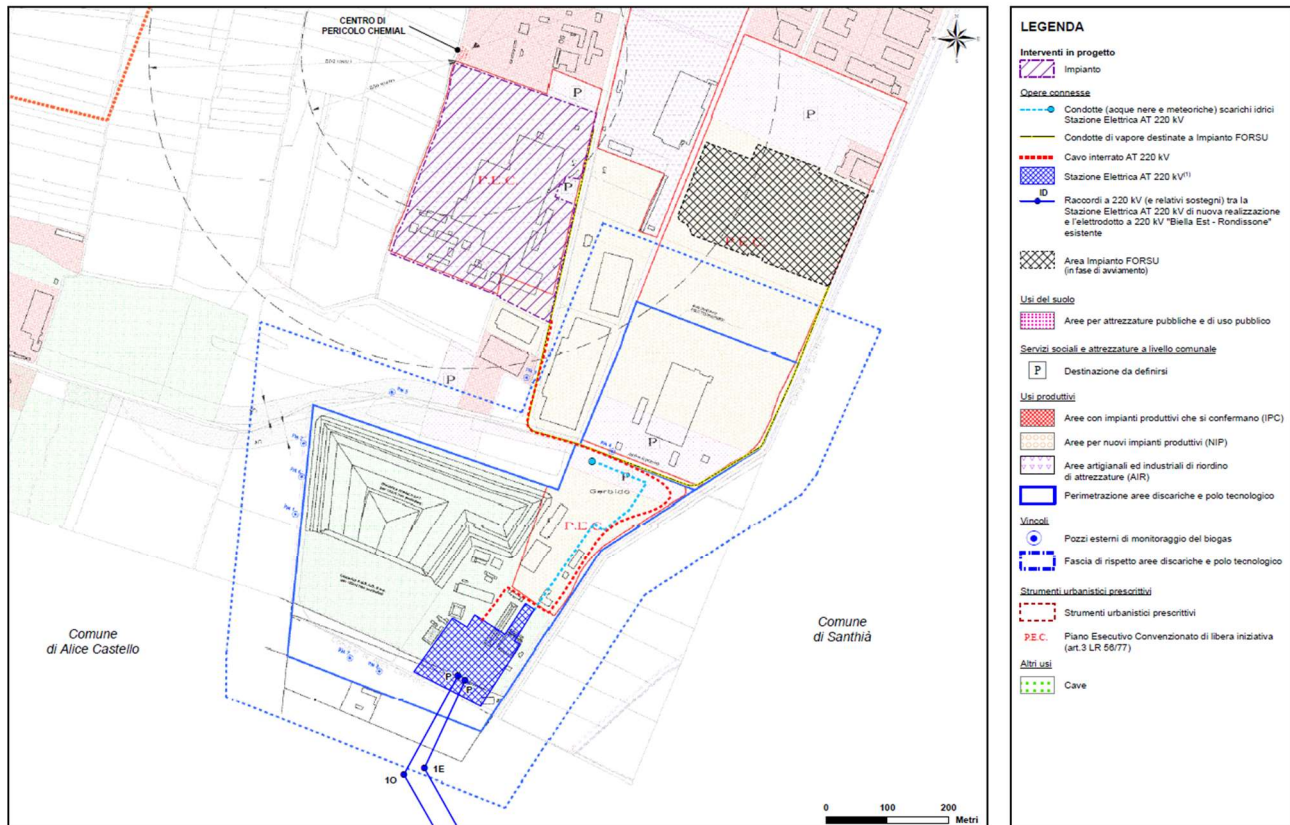 CENTRO DI
PERICOLO CHEMIAL
P
P
P.E.C.
P
P.E.C.
P
P
P
Gerbido
P.E.C.
Comune
di Alice Castello
Comune
di Santhià
P
P
1O
1E
0 100 200
Metri
LEGENDA
Interventi in progetto
Impianto
Opere connesse
Condotte (acque nere e meteoriche) scarichi idrici
Stazione Elettrica AT 220 kV
Condotte di vapore destinate a Impianto FORSU
Cavo interrato AT 220 kV
Stazione Elettrica AT 220 kV(1)
ID
Raccordi a 220 kV (e relativi sostegni) tra la
Stazione Elettrica AT 220 kV di nuova realizzazione
e l'elettrodotto a 220 kV "Biella Est - Rondissone"
esistente
Area Impianto FORSU
(in fase di avviamento)
Usi del suolo
Aree per attrezzature pubbliche e di uso pubblico
Servizi sociali e attrezzature a livello comunale
P Destinazione da definirsi
Usi produttivi
Aree con impianti produttivi che si confermano (IPC)
Aree per nuovi impianti produttivi (NIP)
Aree artigianali ed industriali di riordino
di attrezzature (AIR)
Perimetrazione aree discariche e polo tecnologico
Vincoli
Pozzi esterni di monitoraggio del biogas
Fascia di rispetto aree discariche e polo tecnologico
Strumenti urbanistici prescrittivi
Strumenti urbanistici prescrittivi
P.E.C. Piano Esecutivo Convenzionato di libera iniziativa
(art.3 LR 56/77)
Altri usi
Cave